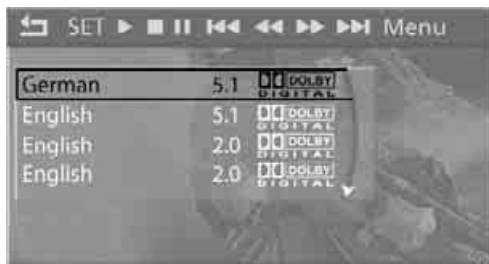 SET Menu
German 5.1 DOLBY DIGITAL
English 5.1 DOLBY DIGITAL
English 2.0 DOLBY DIGITAL
English 2.0 DOLBY DIGITAL